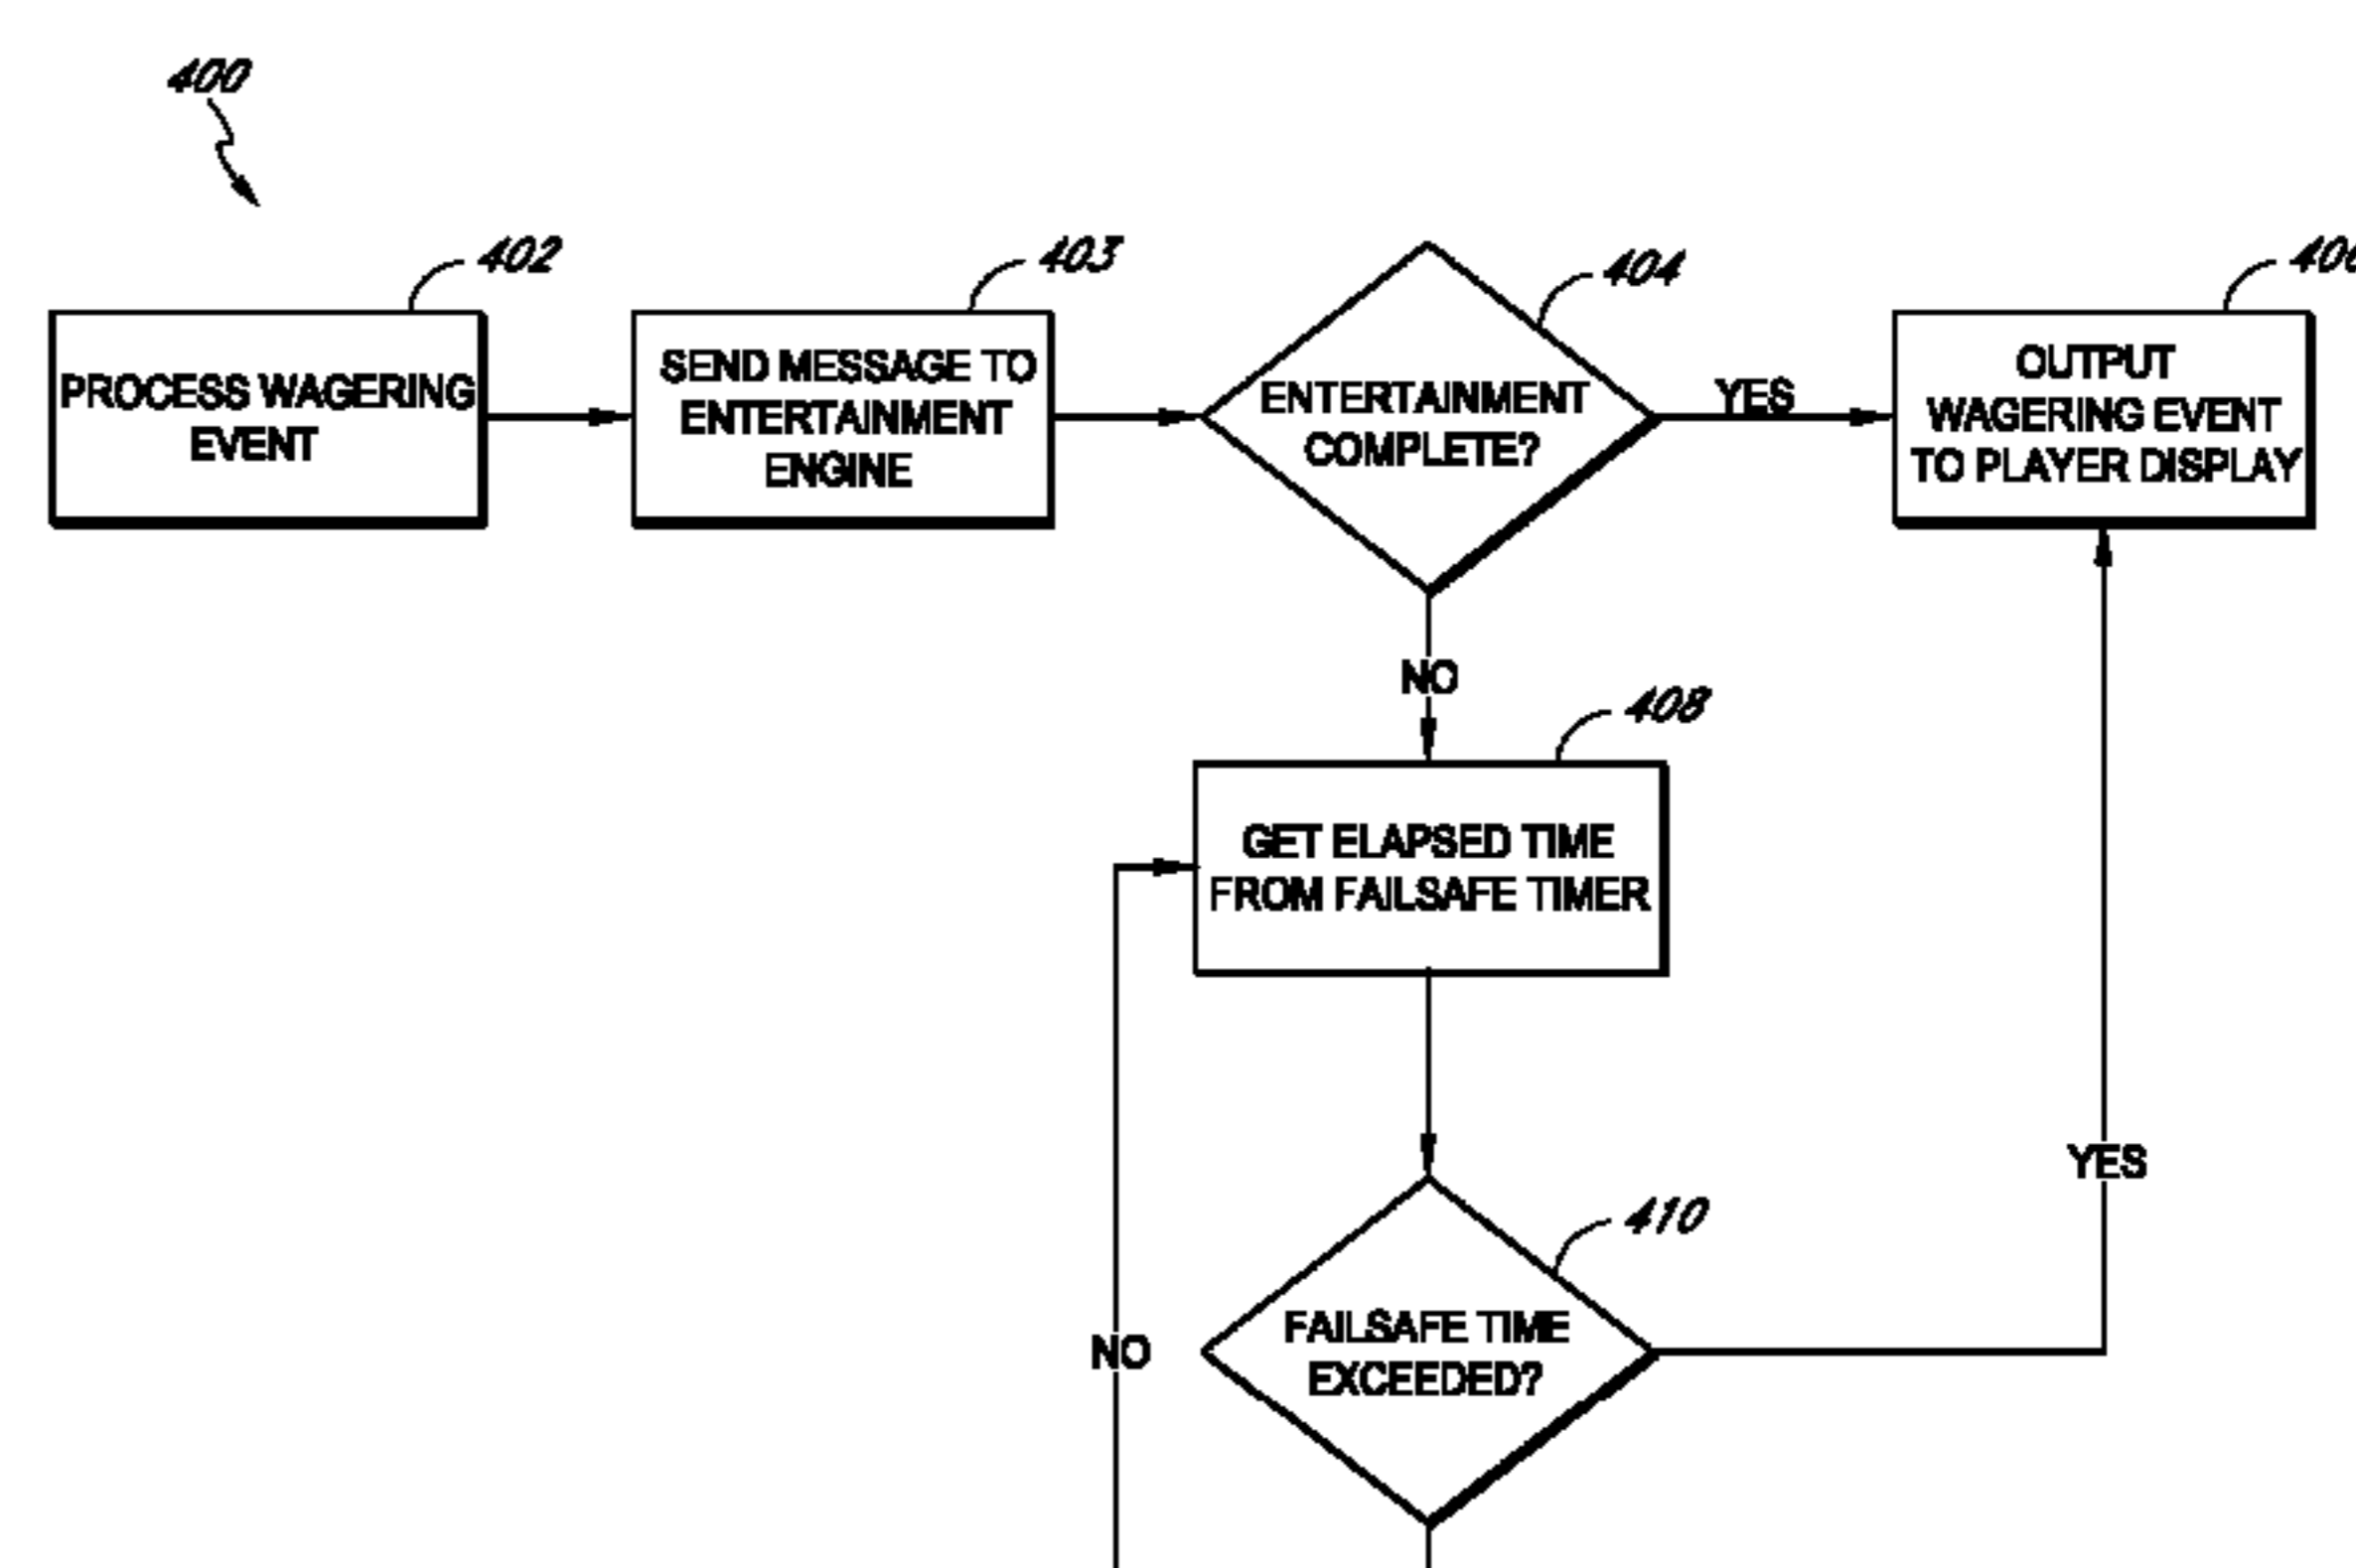 400
402
403
404
PROCESS WAGERING
EVENT
SEND MESSAGE TO
ENTERTAINMENT
ENGINE
ENTERTAINMENT
COMPLETE?
YES
OUTPUT
WAGERING EVENT
TO PLAYER DISPLAY
NO
408
GET ELAPSED TIME
FROM FAILSAFE TIMER
YES
410
FAILSAFE TIME
EXCEEDED?
NO